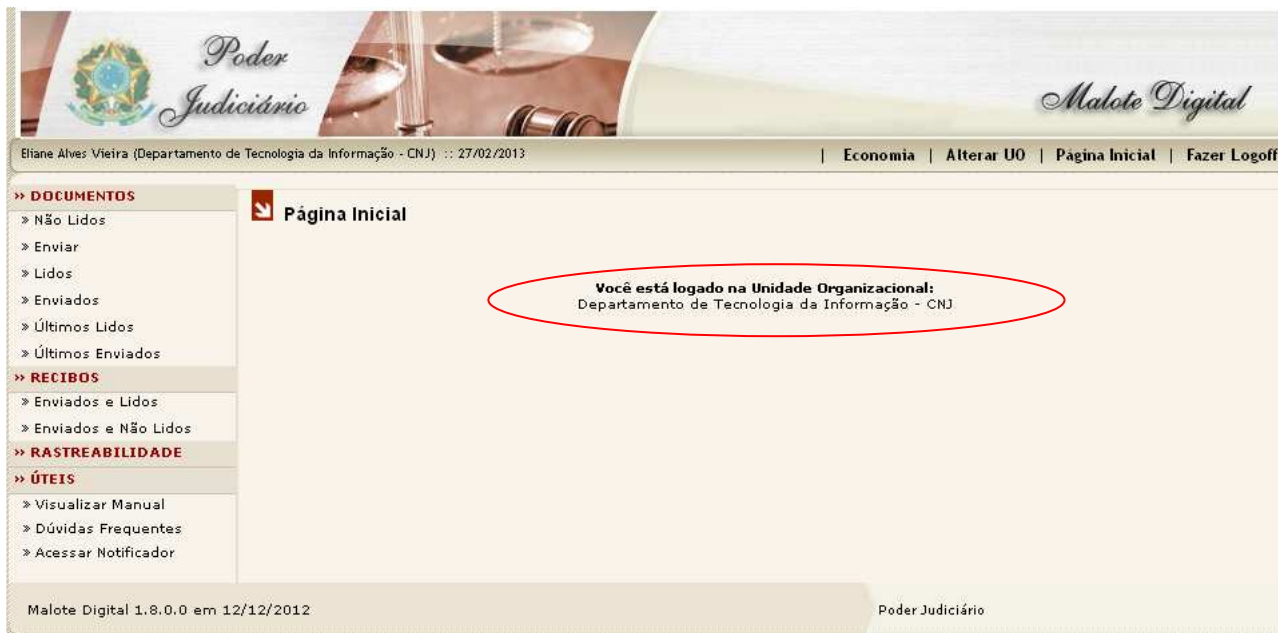 Poder
Judiciário
Malote Digital
Eliane Alves Vieira (Departamento de Tecnologia da Informação - CNJ) :: 27/02/2013
| Economia | Alterar UO | Página Inicial | Fazer Logoff
» DOCUMENTOS
» Não Lidos
» Enviar
» Lidos
» Enviados
» Últimos Lidos
» Últimos Enviados
» RECIBOS
» Enviados e Lidos
» Enviados e Não Lidos
» RASTREABILIDADE
» ÚTEIS
» Visualizar Manual
» Dúvidas Frequentes
» Acessar Notificador
Página Inicial
Você está logado na Unidade Organizacional:
Departamento de Tecnologia da Informação - CNJ
Malote Digital 1.8.0.0 em 12/12/2012
Poder Judiciário